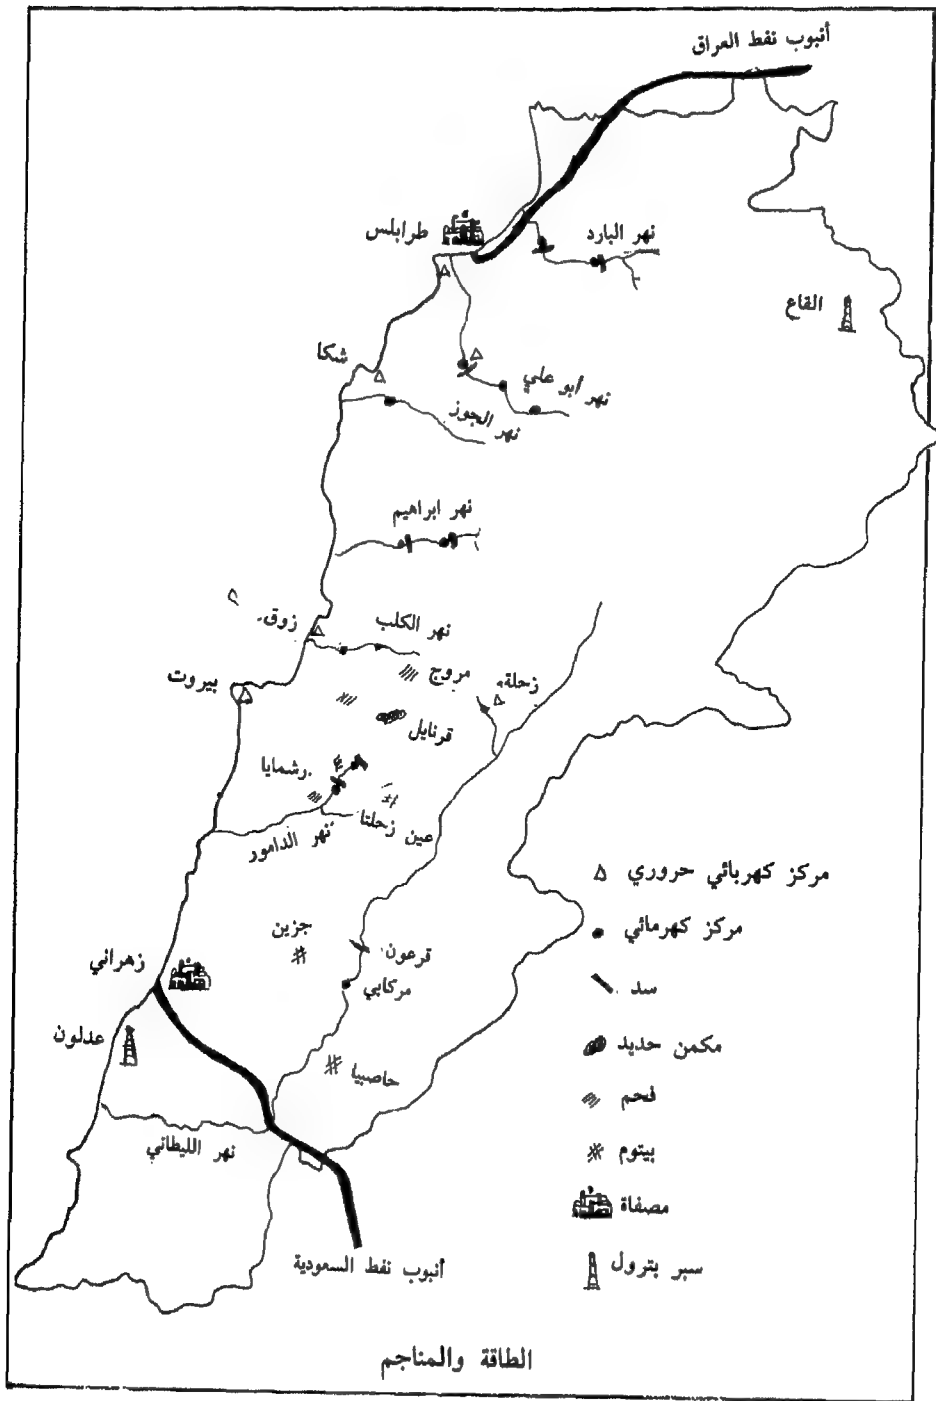 أنبوب نفط العراق
طرابلس
نهر البارد
القاع
شكا
نهر أبو علي
نهر الجوز
نهر ابراهيم
زوق
نهر الكلب
بيروت
مروج
زحلة
قرنايل
رشمايا
عين زحلتا
نهر الدامور
مركز كهربائي حروري
جزين
مركز كهرمائي
قرعون
زهراني
مركابي
سد
عدلون
مكمن حديد
حاصبيا
فحم
نهر الليطاني
بيتوم
مصفاة
أنبوب نفط السعودية
سبر بترول
الطاقة والمناجم